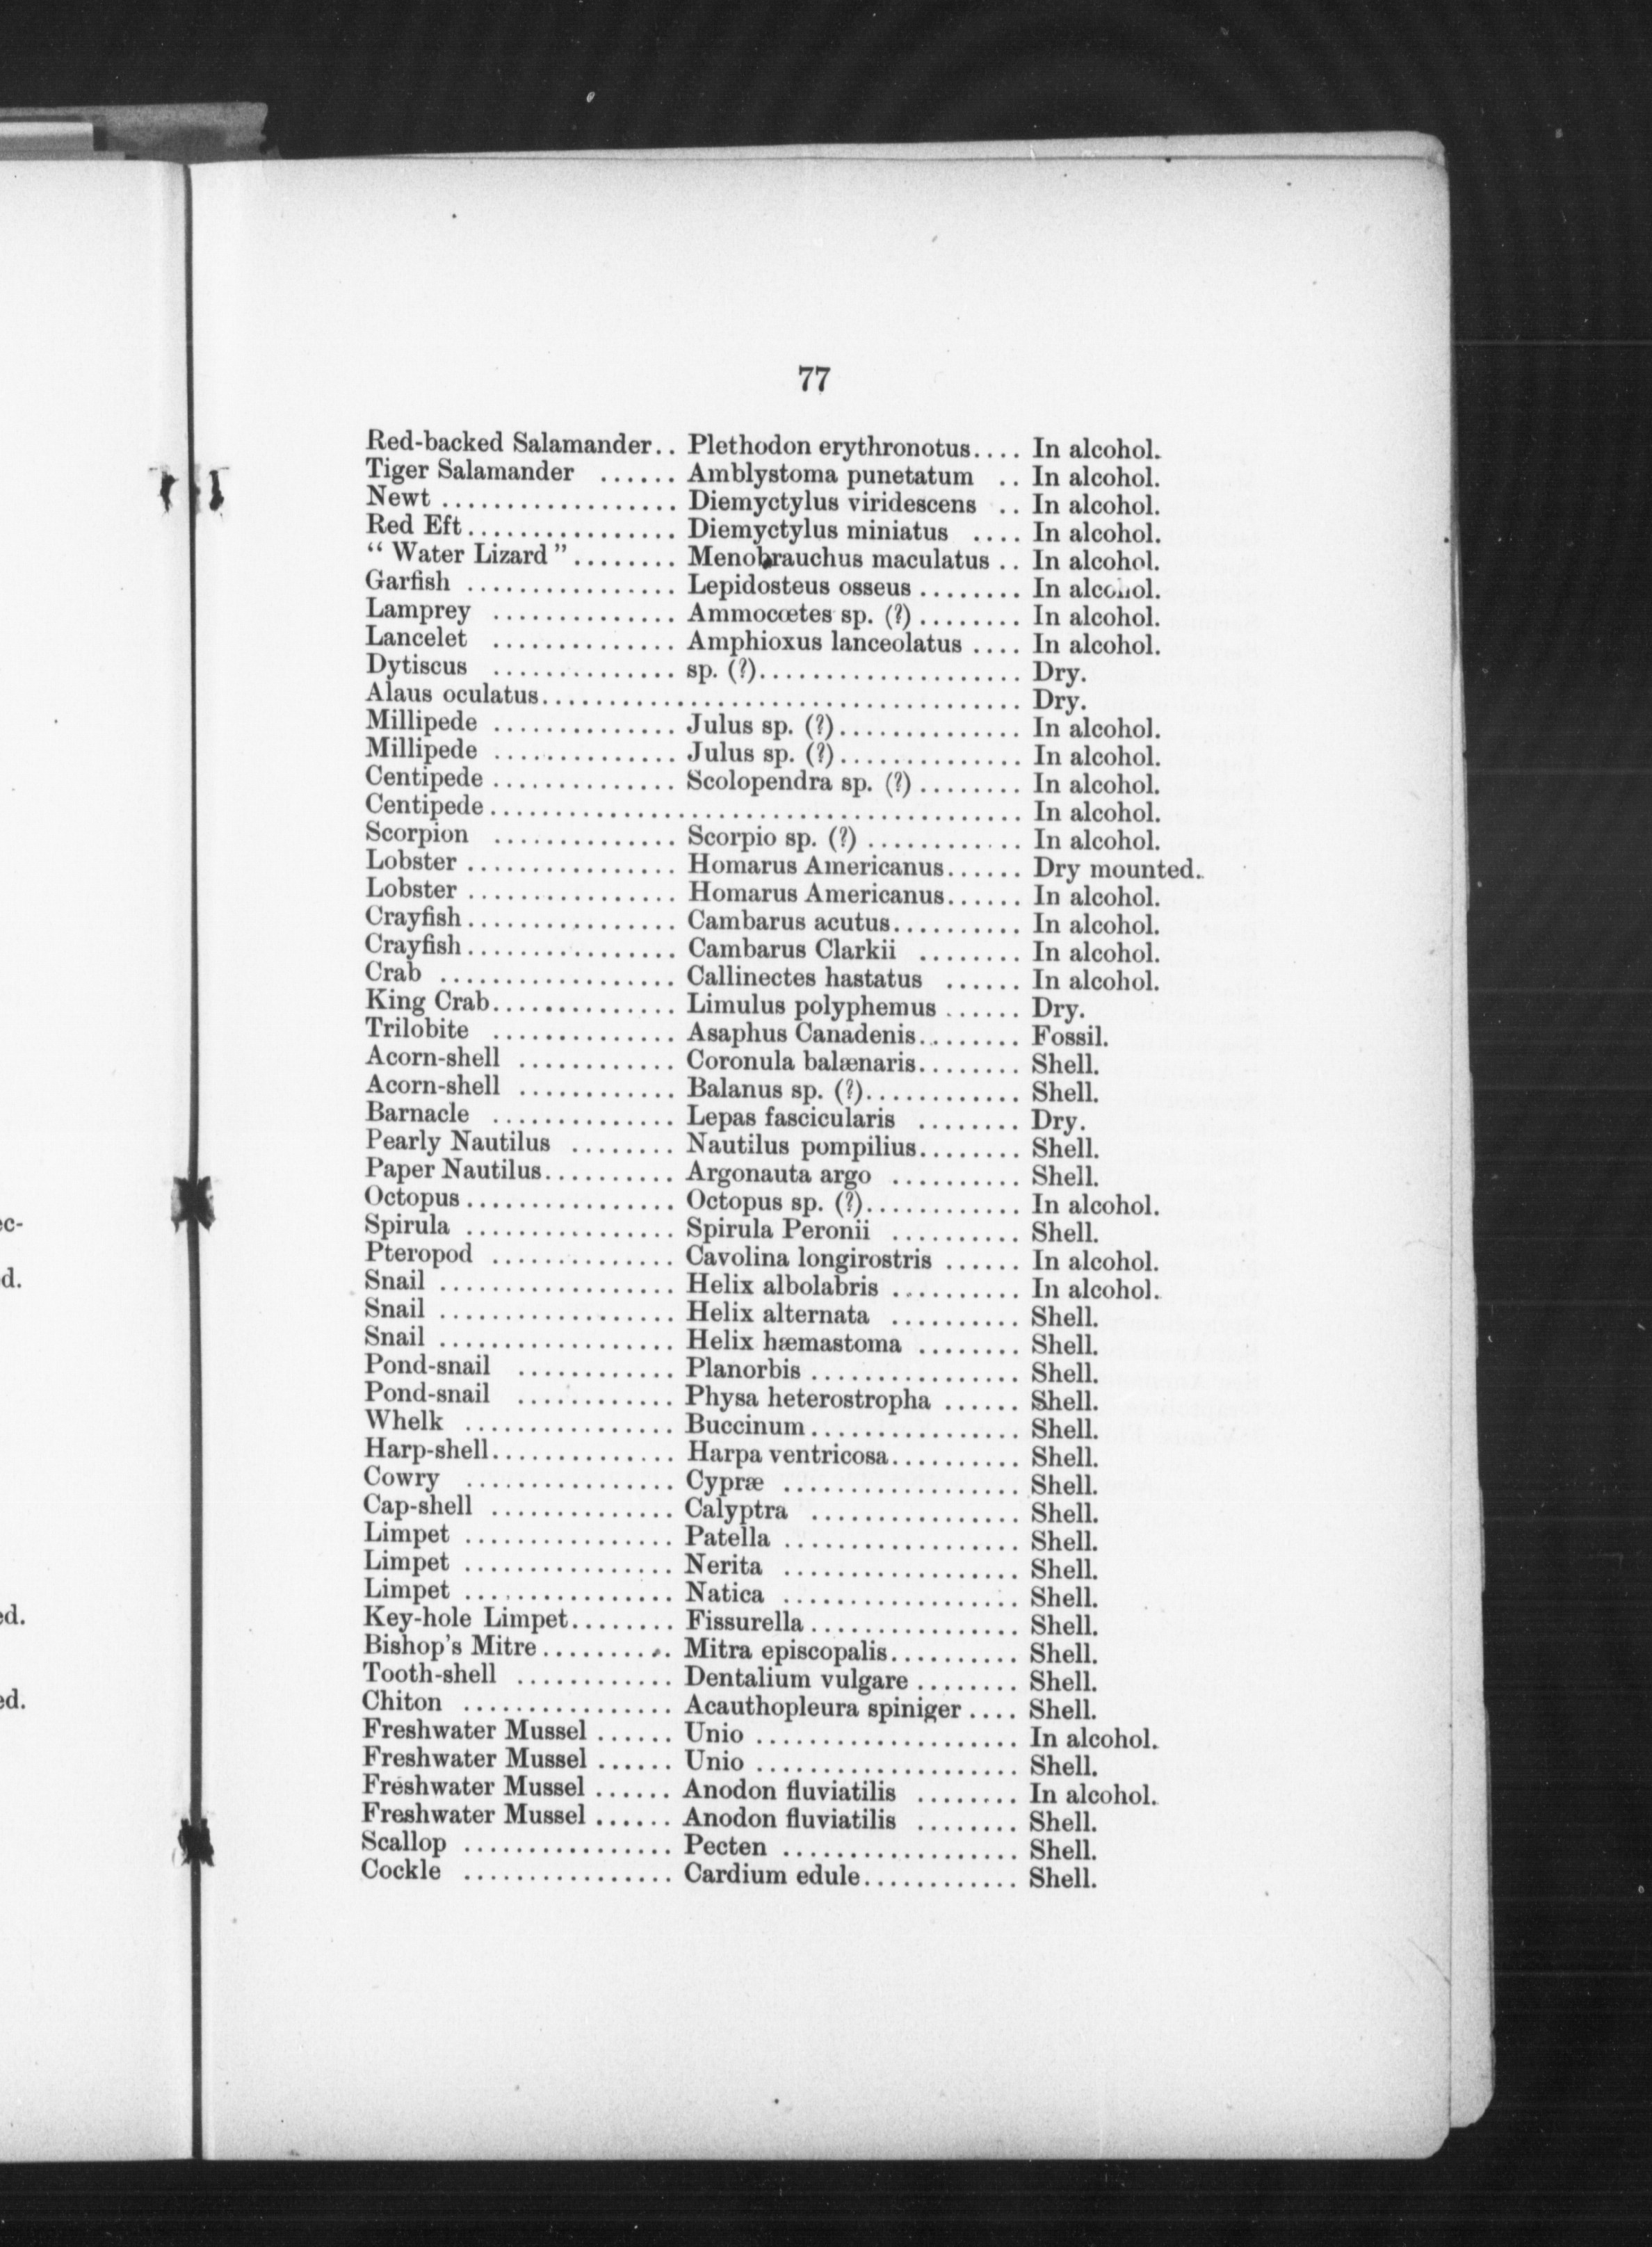 77
Red-backed Salamander.. Plethodon erythronotus.... In alcohol.
Tiger Salamander ...... Amblystoma punetatum .. In alcohol.
Newt .................. Diemyctylus viridescens .. In alcohol.
Red Eft................ Diemyctylus miniatus .... In alcohol.
" Water Lizard "........ Menobrauchus maculatus .. In alcohol.
Garfish ................ Lepidosteus osseus ........ In alcohol.
Lamprey .............. Ammocœtes sp. (?) ........ In alcohol.
Lancelet .............. Amphioxus lanceolatus .... In alcohol.
Dytiscus .............. sp. (?).................... Dry.
Alaus oculatus.................................... Dry.
Millipede .............. Julus sp. (?).............. In alcohol.
Millipede .............. Julus sp. (?).............. In alcohol.
Centipede .............. Scolopendra sp. (?) ........ In alcohol.
Centipede........................................ In alcohol.
Scorpion .............. Scorpio sp. (?) ............ In alcohol.
Lobster ................ Homarus Americanus...... Dry mounted.
Lobster ................ Homarus Americanus...... In alcohol.
Crayfish................ Cambarus acutus.......... In alcohol.
Crayfish................ Cambarus Clarkii ........ In alcohol.
Crab .................. Callinectes hastatus ...... In alcohol.
King Crab.............. Limulus polyphemus ...... Dry.
Trilobite .............. Asaphus Canadenis........ Fossil.
Acorn-shell ............ Coronula balænaris........ Shell.
Acorn-shell ............ Balanus sp. (?)............ Shell.
Barnacle .............. Lepas fascicularis ........ Dry.
Pearly Nautilus ........ Nautilus pompilius........ Shell.
Paper Nautilus.......... Argonauta argo .......... Shell.
Octopus................ Octopus sp. (?)............ In alcohol.
Spirula ................ Spirula Peronii .......... Shell.
Pteropod .............. Cavolina longirostris ...... In alcohol.
Snail .................. Helix albolabris .......... In alcohol.
Snail .................. Helix alternata .......... Shell.
Snail .................. Helix hæmastoma ........ Shell.
Pond-snail ............ Planorbis ................ Shell.
Pond-snail ............ Physa heterostropha ...... Shell.
Whelk ................ Buccinum................ Shell.
Harp-shell.............. Harpa ventricosa.......... Shell.
Cowry ................ Cypræ .................. Shell.
Cap-shell .............. Calyptra ................ Shell.
Limpet ................ Patella .................. Shell.
Limpet ................ Nerita .................. Shell.
Limpet ................ Natica .................. Shell.
Key-hole Limpet........ Fissurella................ Shell.
Bishop's Mitre.......... Mitra episcopalis.......... Shell.
Tooth-shell ............ Dentalium vulgare ........ Shell.
Chiton ................ Acauthopleura spiniger .... Shell.
Freshwater Mussel ...... Unio .................... In alcohol.
Freshwater Mussel ...... Unio .................... Shell.
Freshwater Mussel ...... Anodon fluviatilis ........ In alcohol.
Freshwater Mussel ...... Anodon fluviatilis ........ Shell.
Scallop ................ Pecten .................. Shell.
Cockle ................ Cardium edule............ Shell.